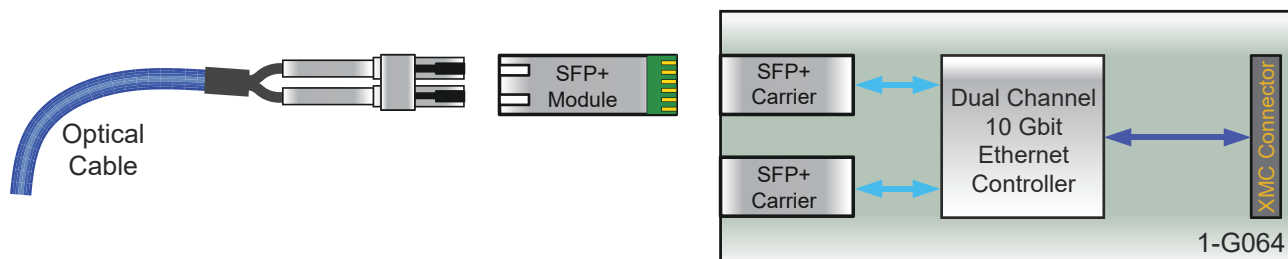 Optical
Cable
SFP+
Module
SFP+
Carrier
SFP+
Carrier
Dual Channel
10 Gbit
Ethernet
Controller
XMC Connector
1-G064